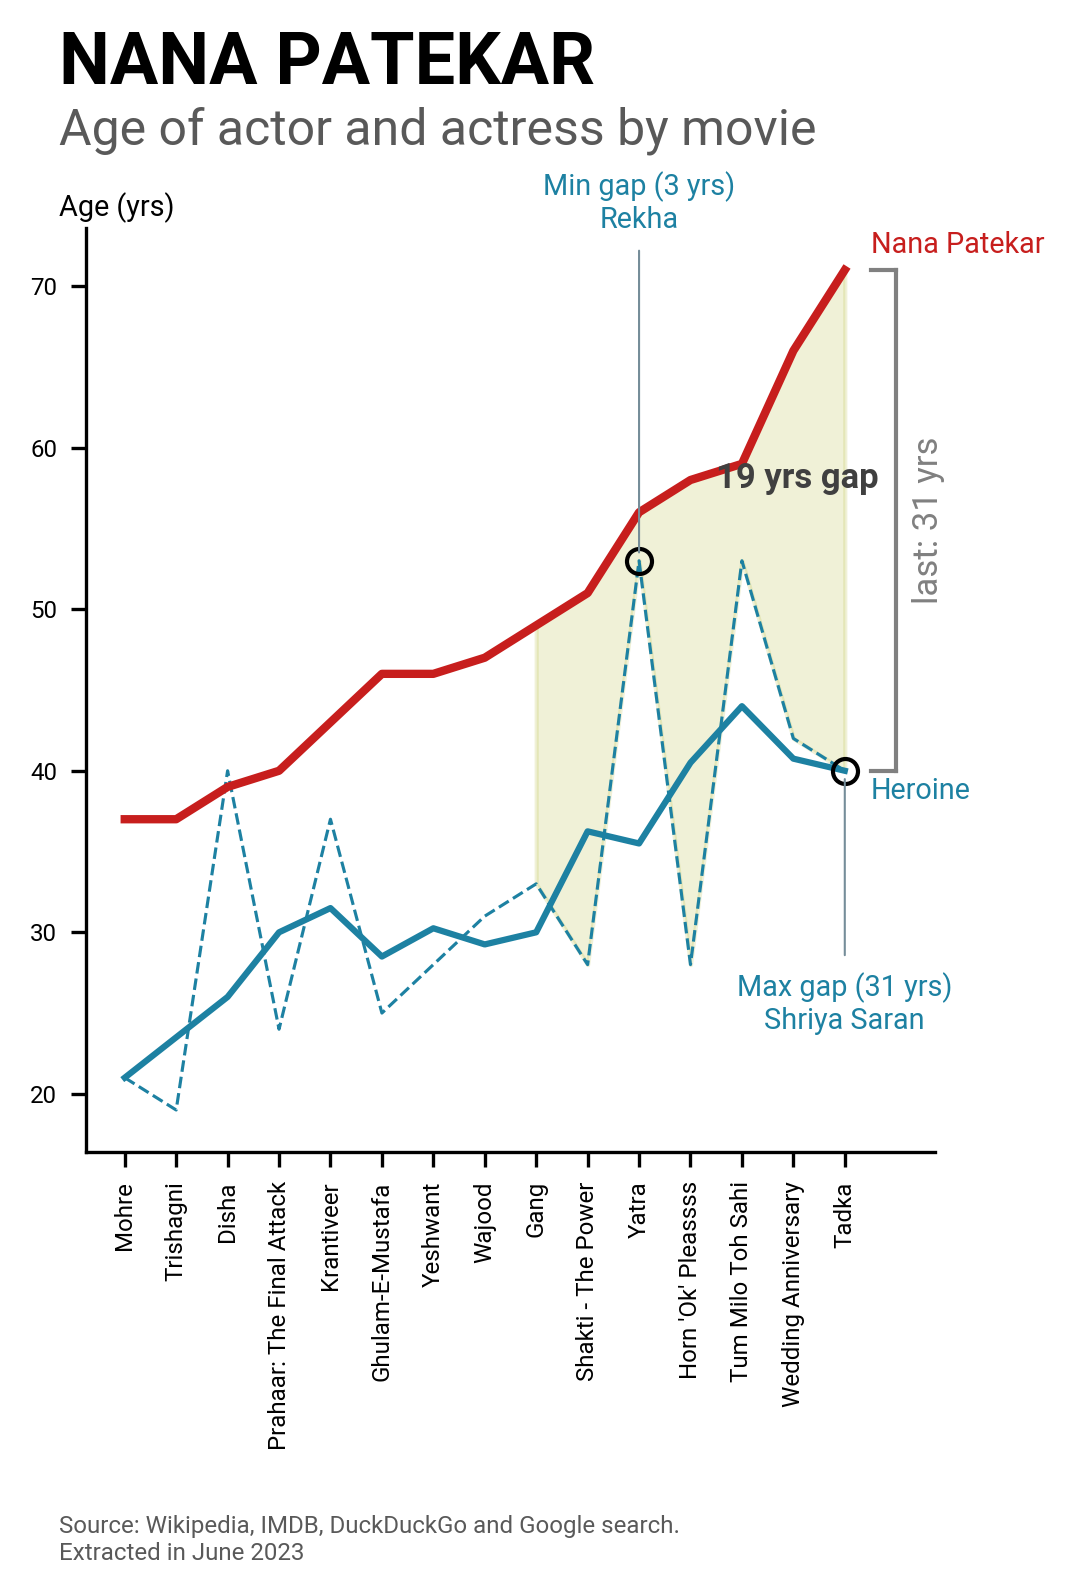 NANA PATEKAR
Age of actor and actress by movie
Min gap (3 yrs)
Rekha
Age (yrs)
Nana Patekar
70
60
50
40
30
20
19 yrs gap
last: 31 yrs
Heroine
Max gap (31 yrs)
Shriya Saran
Mohre
Trishagni
Disha
Prahaar: The Final Attack
Krantiveer
Ghulam-E-Mustafa
Yeshwant
Wajood
Gang
Shakti - The Power
Yatra
Horn 'Ok' Pleassss
Tum Milo Toh Sahi
Wedding Anniversary
Tadka
Source: Wikipedia, IMDB, DuckDuckGo and Google search.
Extracted in June 2023